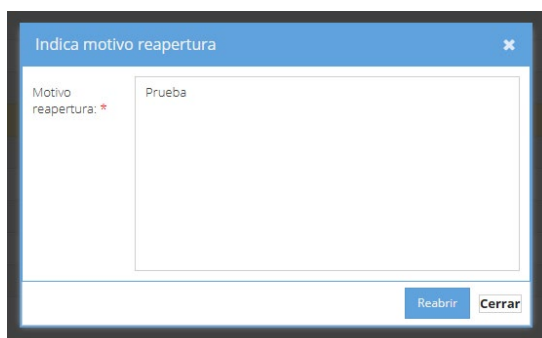 Indica motivo reapertura
Motivo
reapertura: *
Prueba
Reabrir
Cerrar